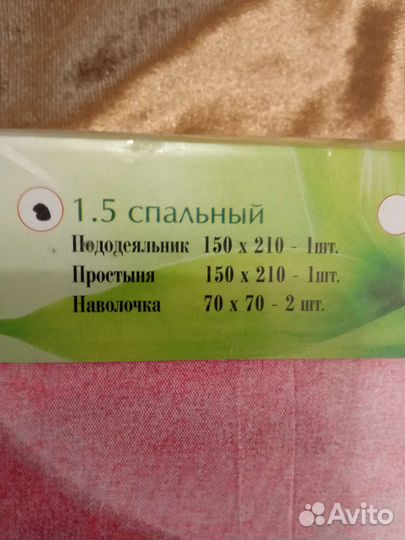 1.5 спальный
Пододеяльник 150 x 210 - 1шт.
Простыня 150 x 210 - 1шт.
Наволочка 70 x 70 - 2 шт.
Avito